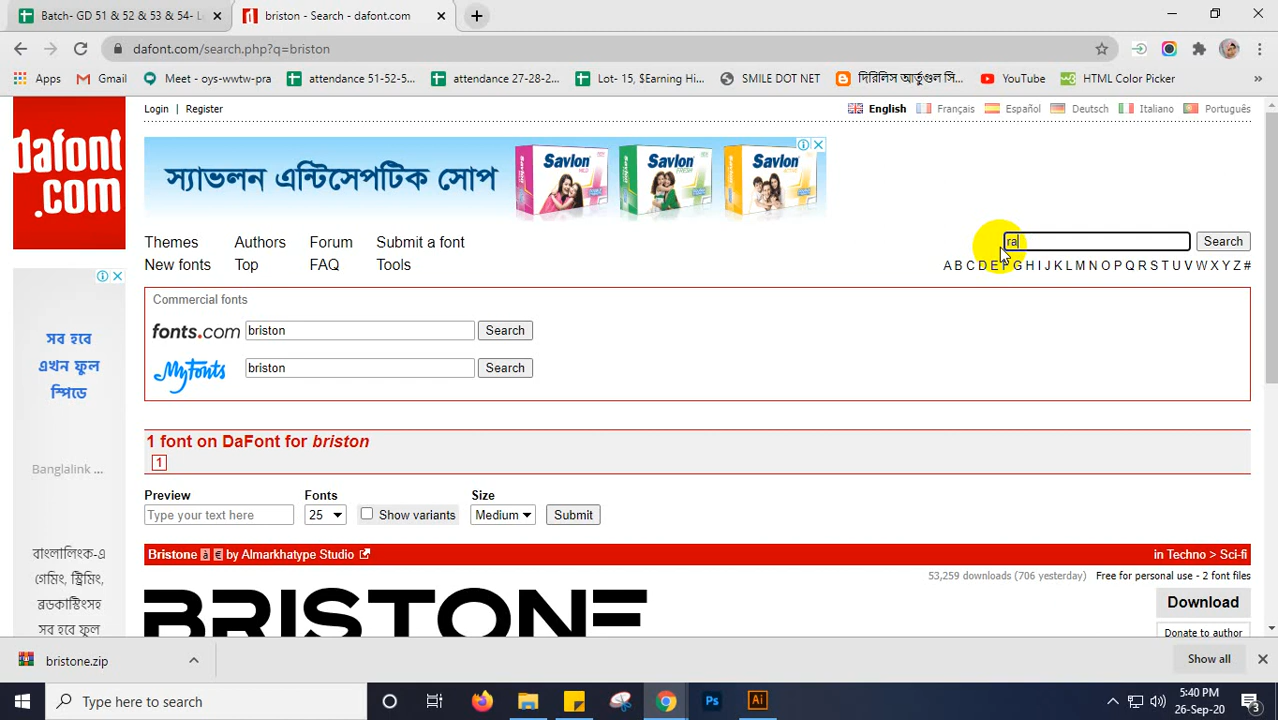 Batch- GD 51 & 52 & 53 & 54- L
briston - Search - dafont.com
dafont.com/search.php?q=briston
Apps
Gmail
Meet - oys-wwtw-pra
attendance 51-52-5...
attendance 27-28-2...
Lot- 15, $Earning Hi...
SMILE DOT NET
দিরিলিস আর্তুগুল সি...
YouTube
HTML Color Picker
»
Login | Register
English
Français
Español
Deutsch
Italiano
Português
dafont
.com
স্যাভলন এন্টিসেপটিক সোপ
Savlon
MILD
Savlon
FRESH
Savlon
ACTIVE
Themes
Authors
Forum
Submit a font
ra
Search
New fonts
Top
FAQ
Tools
A B C D E F G H I J K L M N O P Q R S T U V W X Y Z #
Commercial fonts
fonts.com
briston
Search
MyFonts
briston
Search
সব হবে
এখন ফুল
স্পিডে
Banglalink ...
বাংলালিংক-এ
গেমিং, স্ট্রিমিং,
ব্রডকাস্টিংসহ
সব হবে ফুল
1 font on DaFont for briston
1
Preview
Fonts
Size
Type your text here
25
Show variants
Medium
Submit
Bristone à € by Almarkhatype Studio
in Techno > Sci-fi
53,259 downloads (706 yesterday)
Free for personal use - 2 font files
BRISTONE
Download
Donate to author
bristone.zip
Show all
Type here to search
Ps
Ai
5:40 PM
26-Sep-20
3